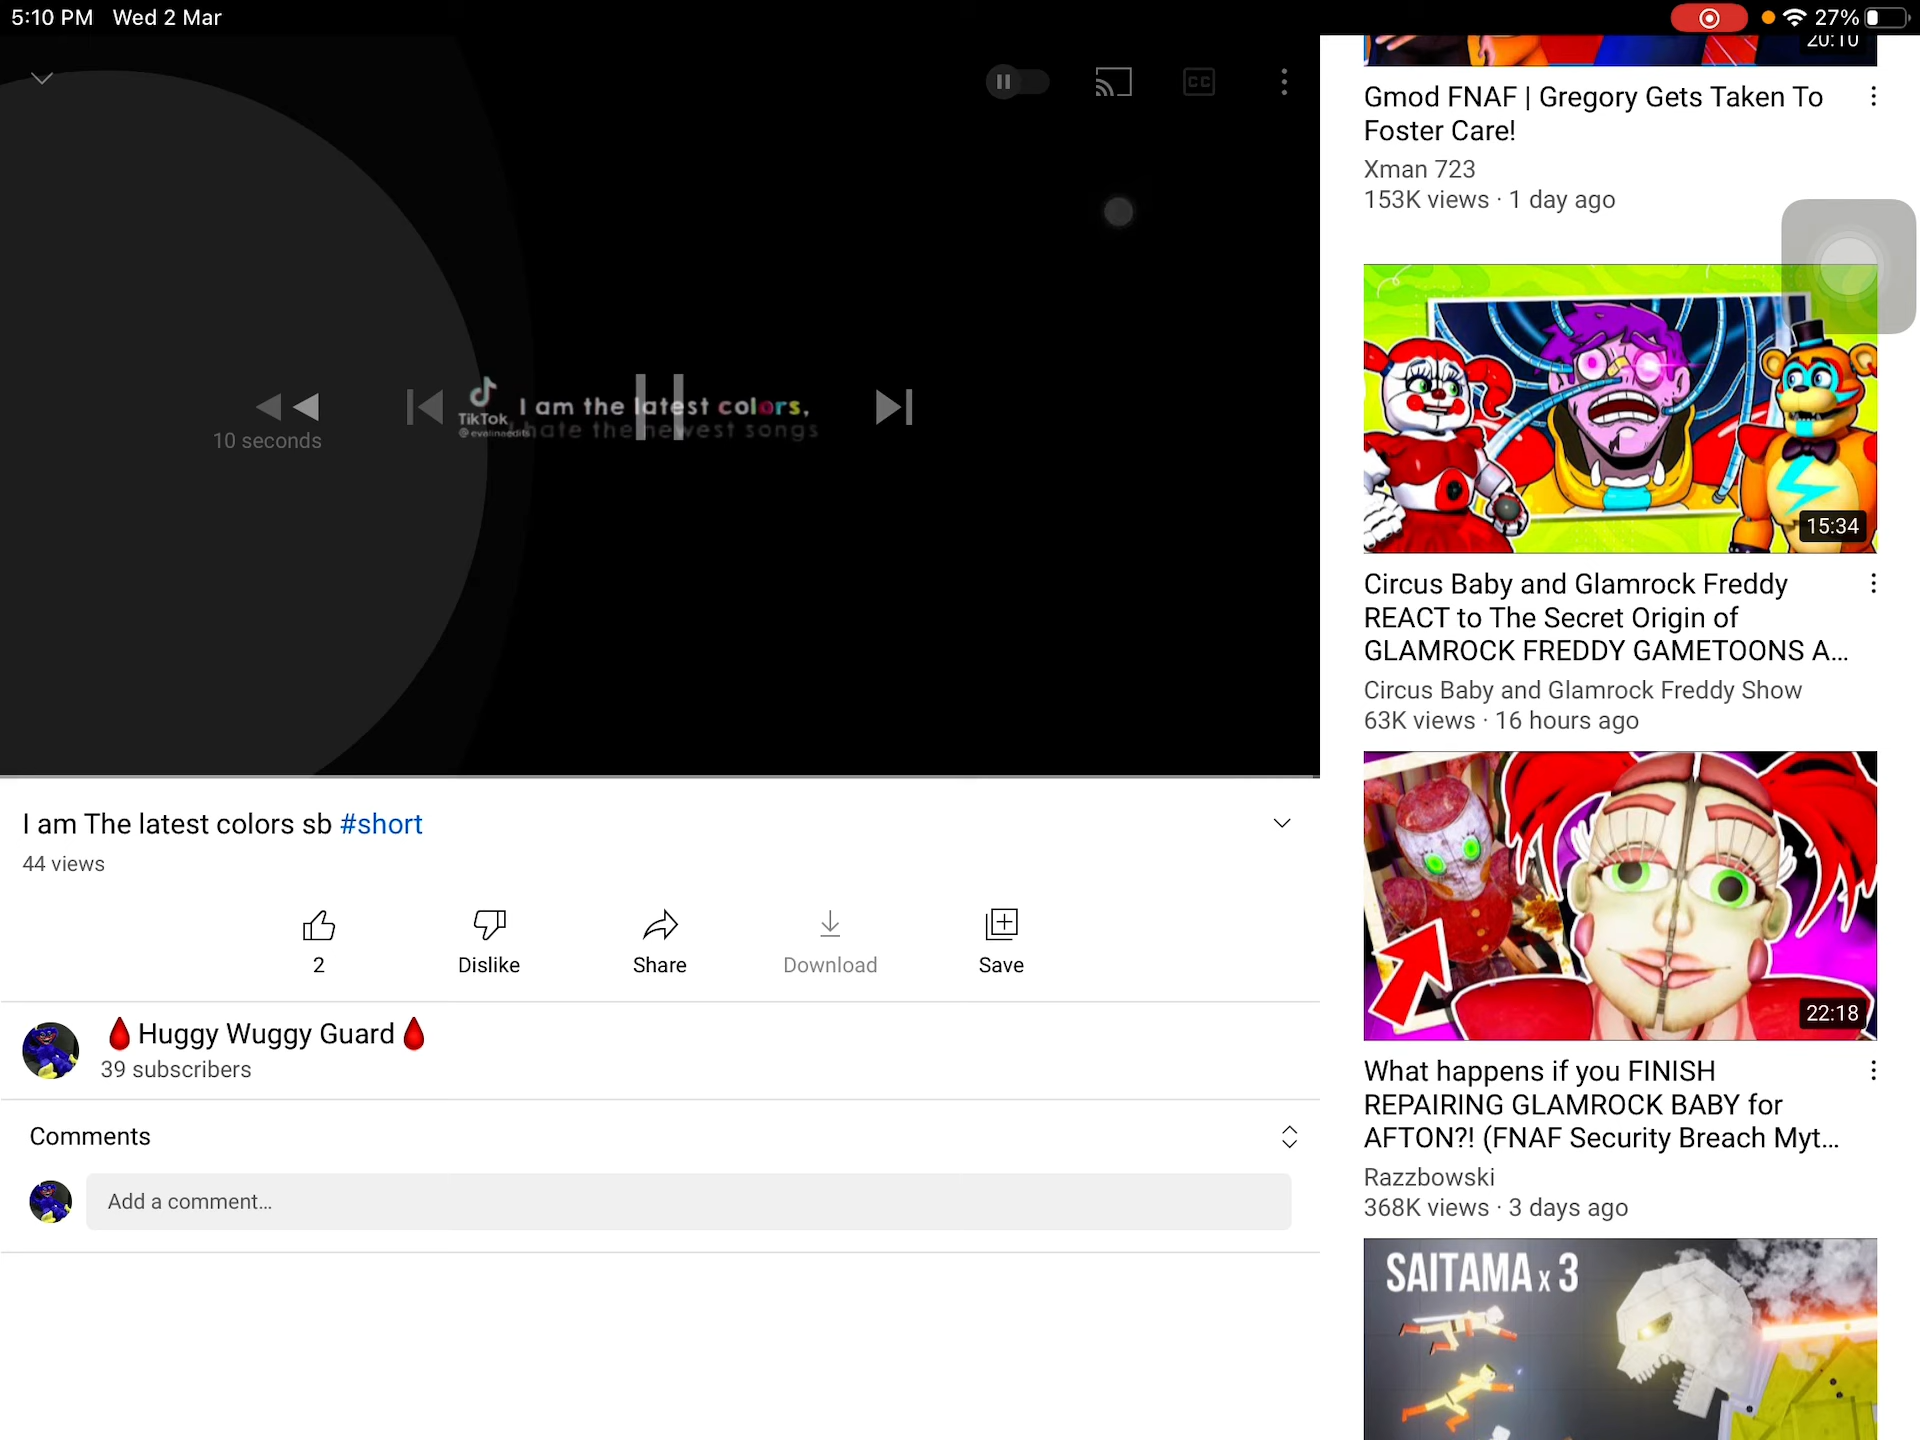 5:10 PM Wed 2 Mar
27%
CC
10 seconds
TikTok
@evalinaedits
I am the latest colors,
I hate the newest songs
I am The latest colors sb #short
44 views
2
Dislike
Share
Download
Save
🩸Huggy Wuggy Guard🩸
39 subscribers
Comments
Add a comment...
20:10
Gmod FNAF | Gregory Gets Taken To
Foster Care!
Xman 723
153K views · 1 day ago
15:34
Circus Baby and Glamrock Freddy
REACT to The Secret Origin of
GLAMROCK FREDDY GAMETOONS A...
Circus Baby and Glamrock Freddy Show
63K views · 16 hours ago
22:18
What happens if you FINISH
REPAIRING GLAMROCK BABY for
AFTON?! (FNAF Security Breach Myt...
Razzbowski
368K views · 3 days ago
SAITAMA x 3